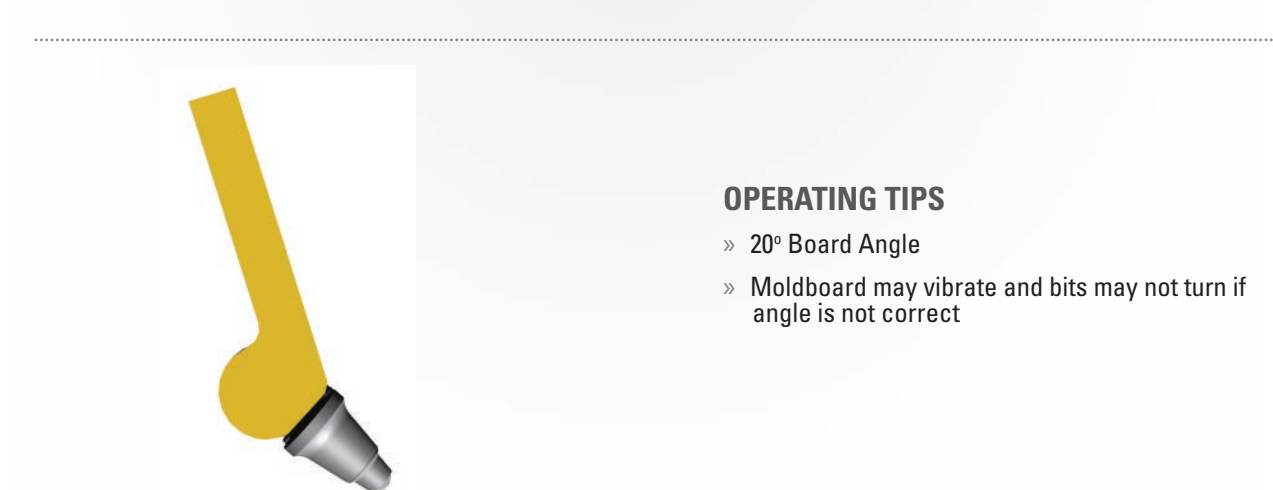 OPERATING TIPS
» 20º Board Angle
» Moldboard may vibrate and bits may not turn if
angle is not correct